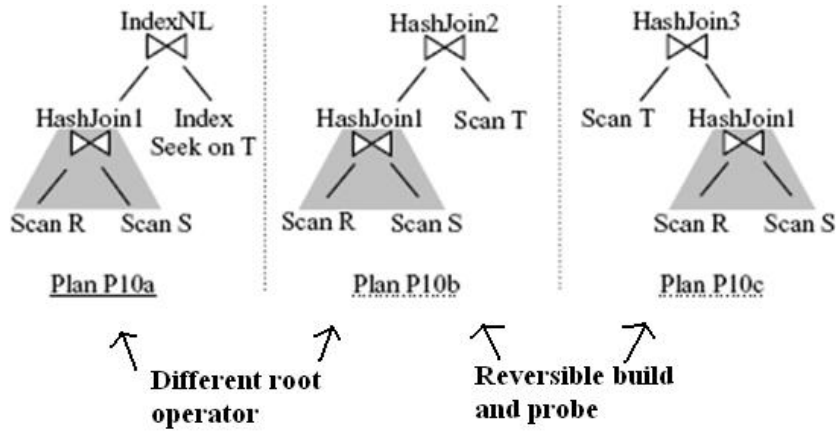 IndexNL
HashJoin1
Index
Seek on T
Scan R
Scan S
Plan P10a
HashJoin2
HashJoin1
Scan T
Scan R
Scan S
Plan P10b
HashJoin3
Scan T
HashJoin1
Scan R
Scan S
Plan P10c
Different root
operator
Reversible build
and probe